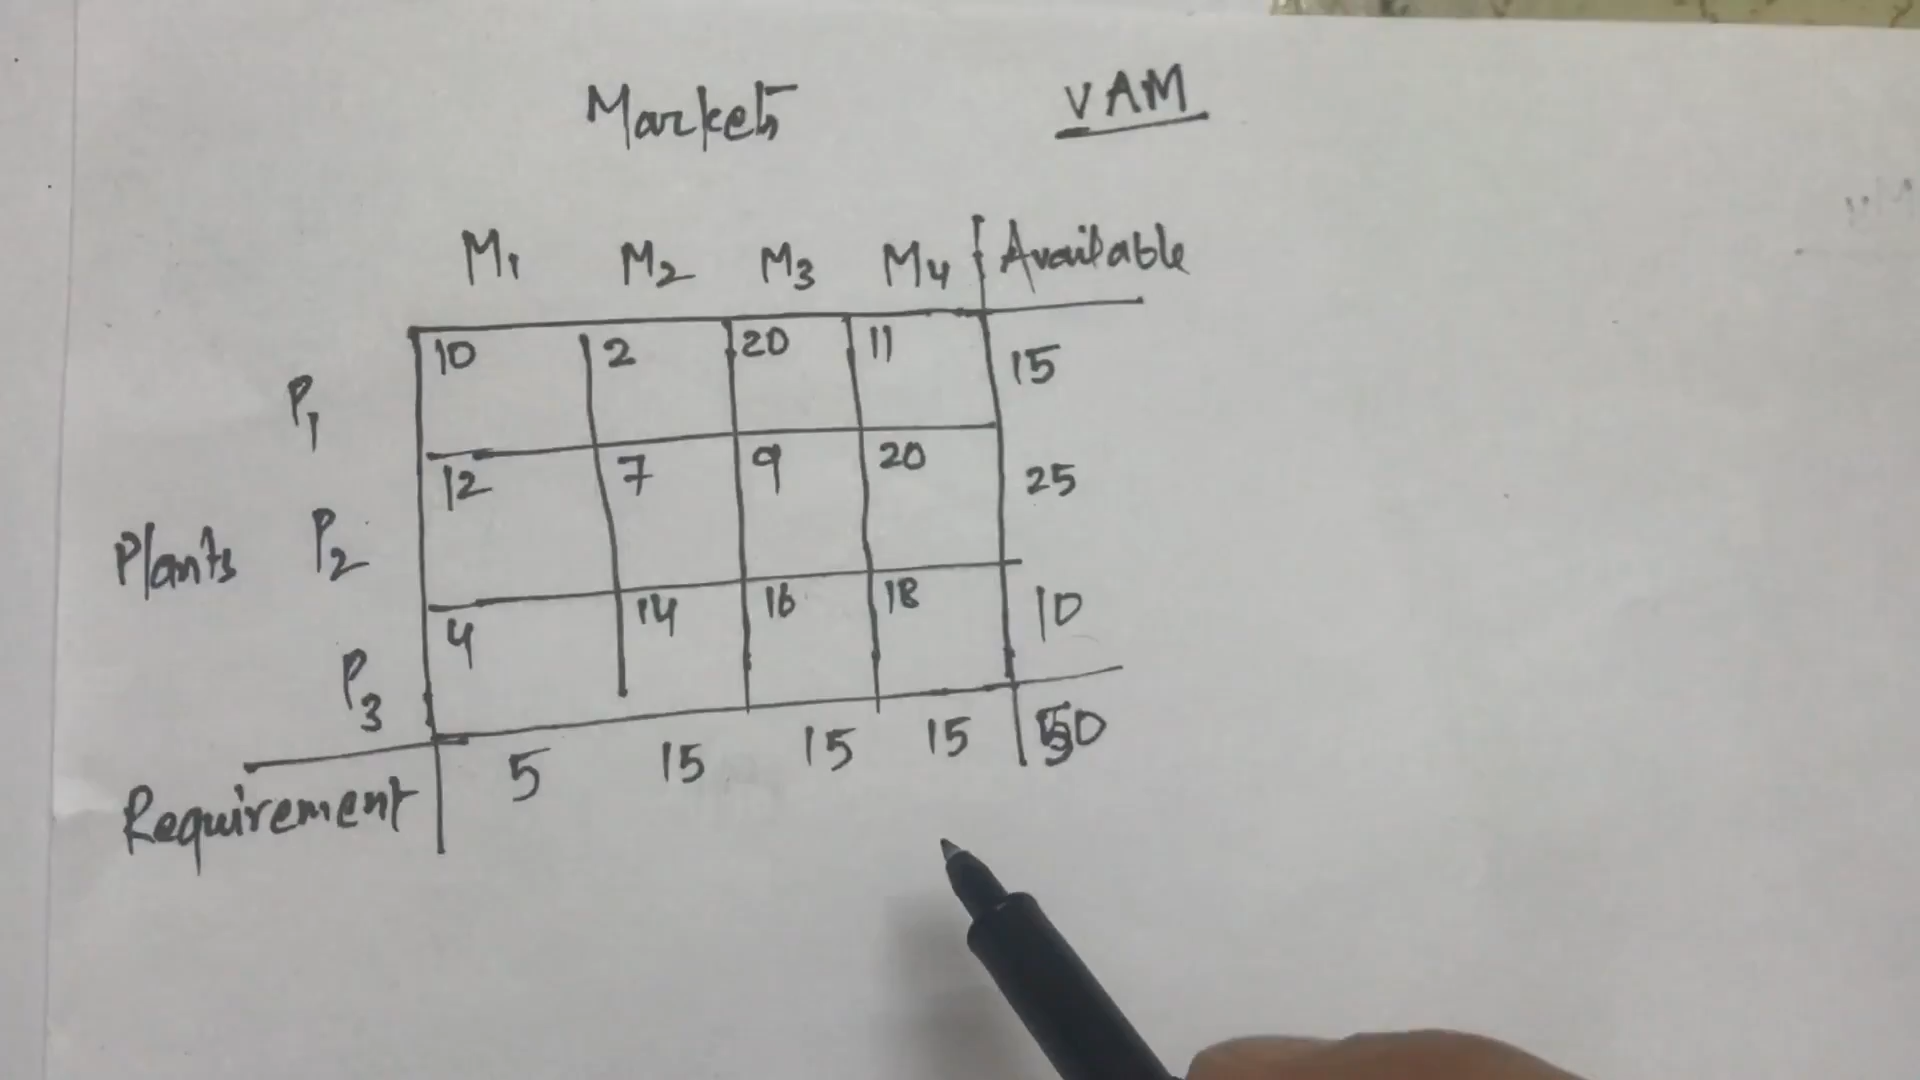 Markets VAM
M1 M2 M3 M4 Available
P1 10 2 20 11 15
Plants P2 12 7 9 20 25
P3 4 14 16 18 10
Requirement 5 15 15 15 50